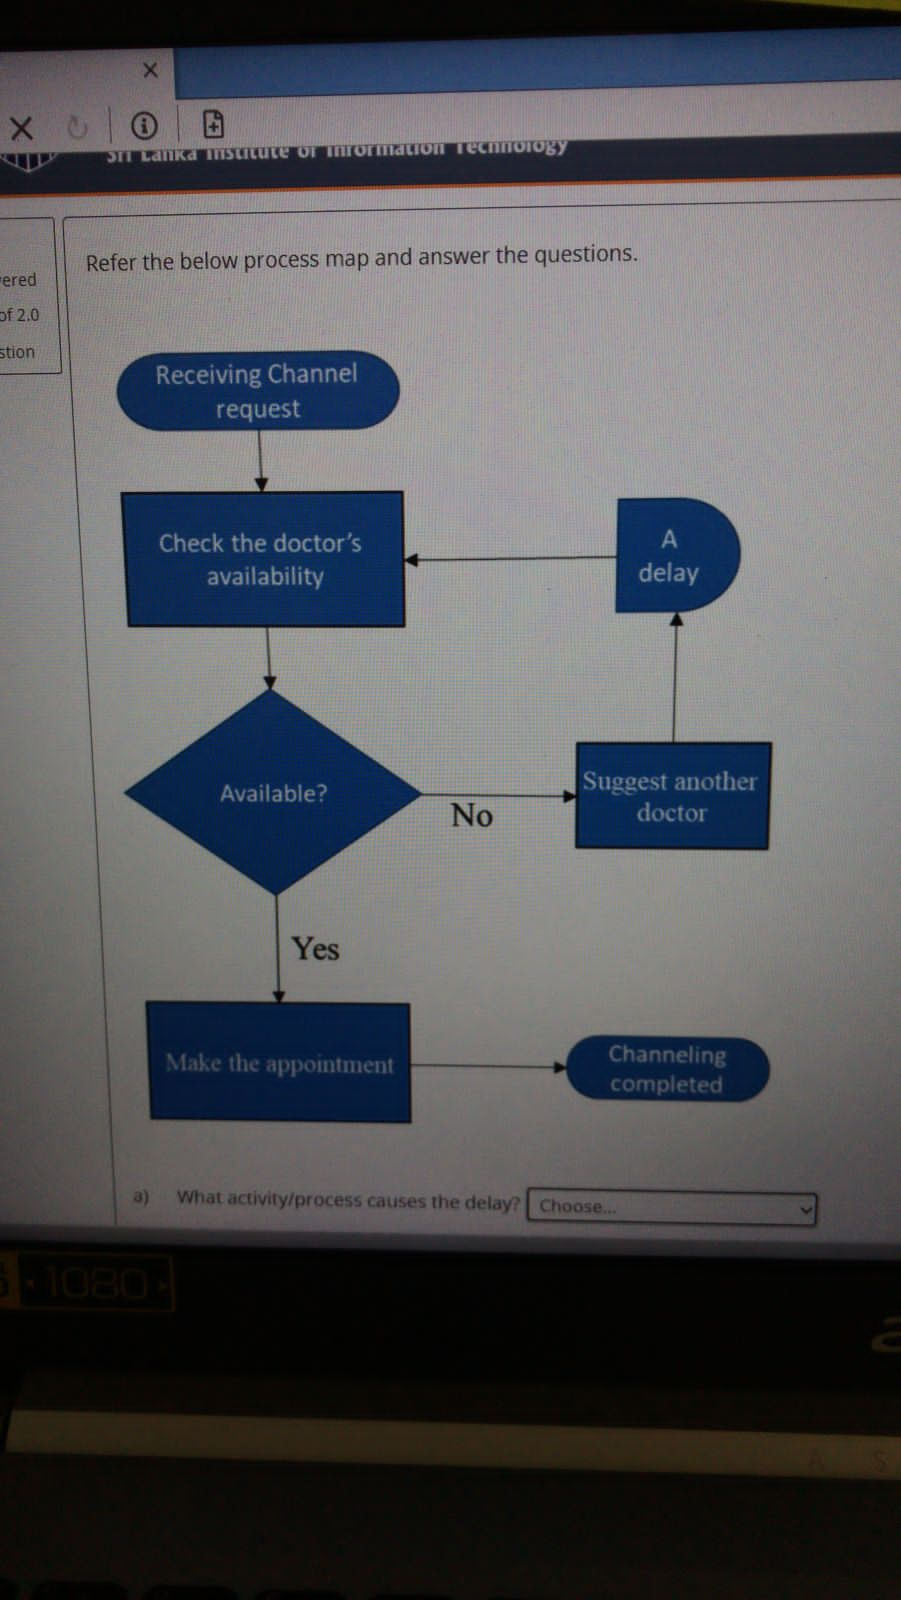 Sri Lanka Institute of Information Technology
ered
of 2.0
stion
Refer the below process map and answer the questions.
Receiving Channel
request
Check the doctor's
availability
A
delay
Available?
No
Suggest another
doctor
Yes
Make the appointment
Channeling
completed
a) What activity/process causes the delay? Choose...
1080
a
A S